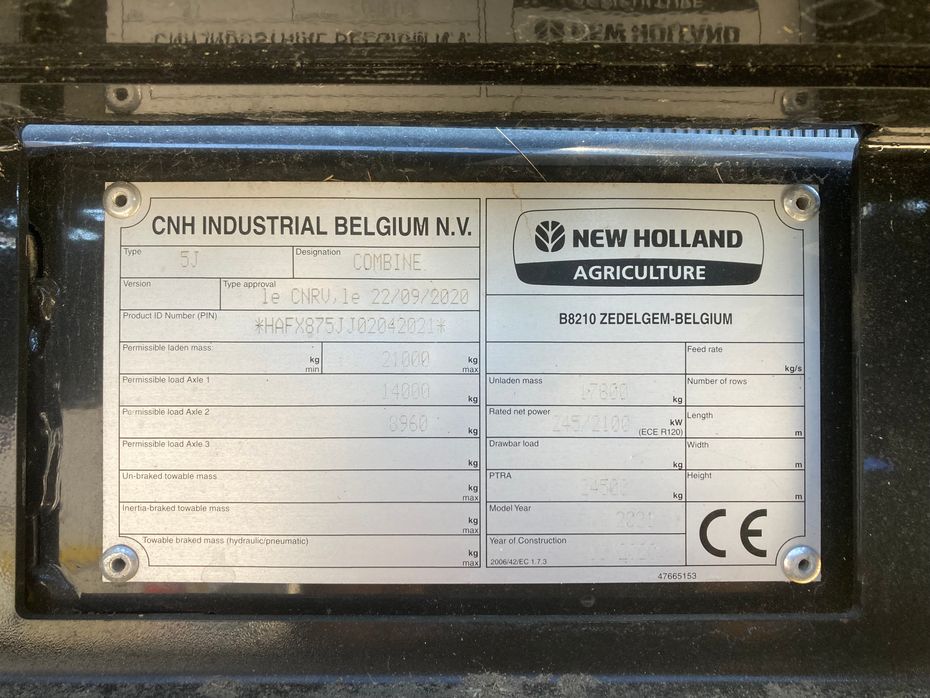 CNH INDUSTRIAL BELGIUM N.V.
Type 5J
Designation COMBINE
Version
Type approval le CNRV,le 22/09/2020
Product ID Number (PIN) *HAFX875JJ02042021*
Permissible laden mass: kg min 21000 kg max
Permissible load Axle 1 14000 kg
Permissible load Axle 2 8960 kg
Permissible load Axle 3 kg
Un-braked towable mass kg max
Inertia-braked towable mass kg max
Towable braked mass (hydraulic/pneumatic) kg max
NEW HOLLAND
AGRICULTURE
B8210 ZEDELGEM-BELGIUM
Feed rate kg/s
Unladen mass 17800 kg
Number of rows
Rated net power 245/2100 kW (ECE R120)
Length m
Drawbar load kg
Width m
PTRA 24500 kg
Height m
Model Year 2021
Year of Construction
2006/42/EC 1.7.3
CE
47665153